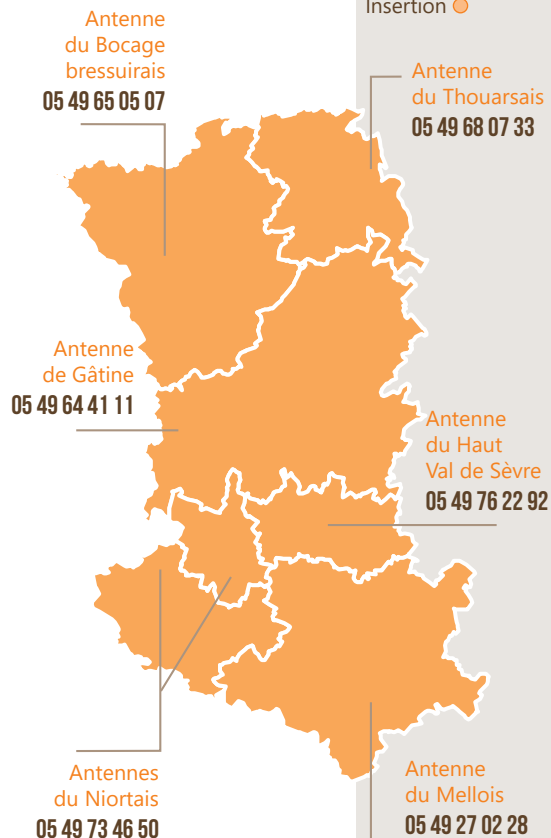 Insertion
Antenne
du Bocage
bressuirais
05 49 65 05 07
Antenne
du Thouarsais
05 49 68 07 33
Antenne
de Gâtine
05 49 64 41 11
Antenne
du Haut
Val de Sèvre
05 49 76 22 92
Antennes
du Niortais
05 49 73 46 50
Antenne
du Mellois
05 49 27 02 28